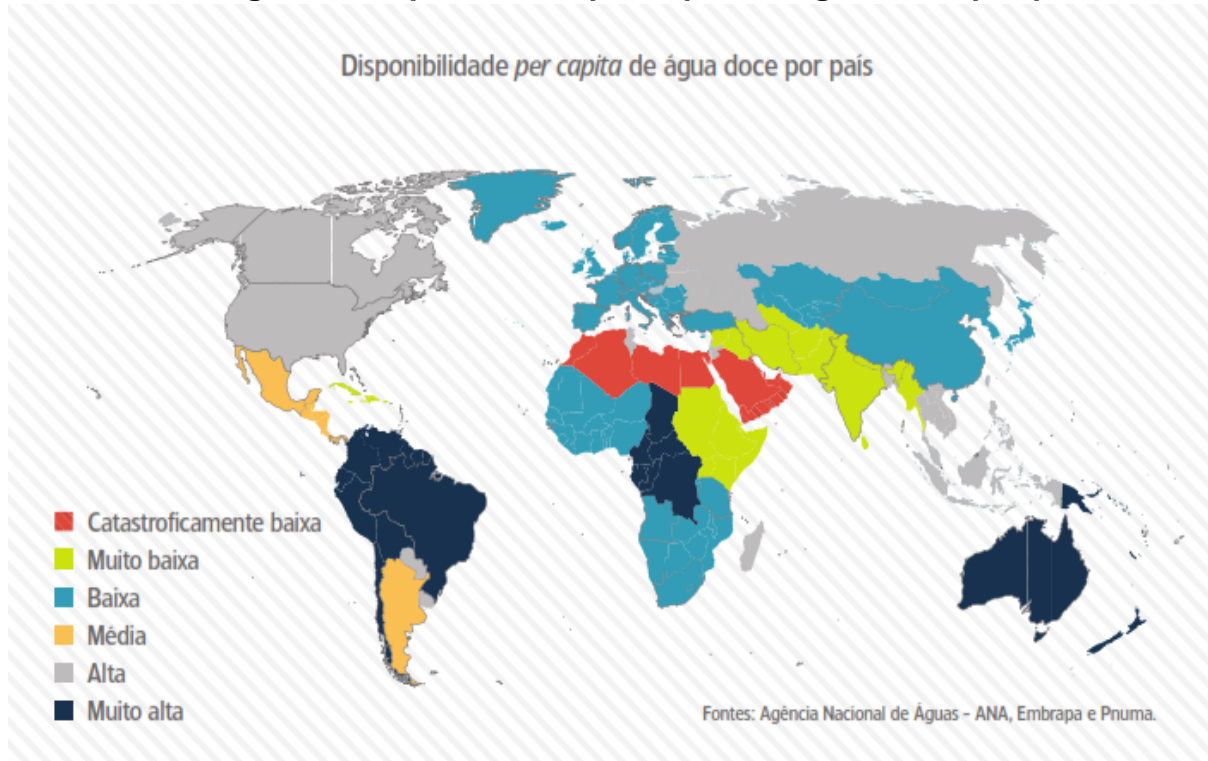 Disponibilidade per capita de água doce por país
Catastroficamente baixa
Muito baixa
Baixa
Média
Alta
Muito alta
Fontes: Agência Nacional de Águas – ANA, Embrapa e Pnuma.